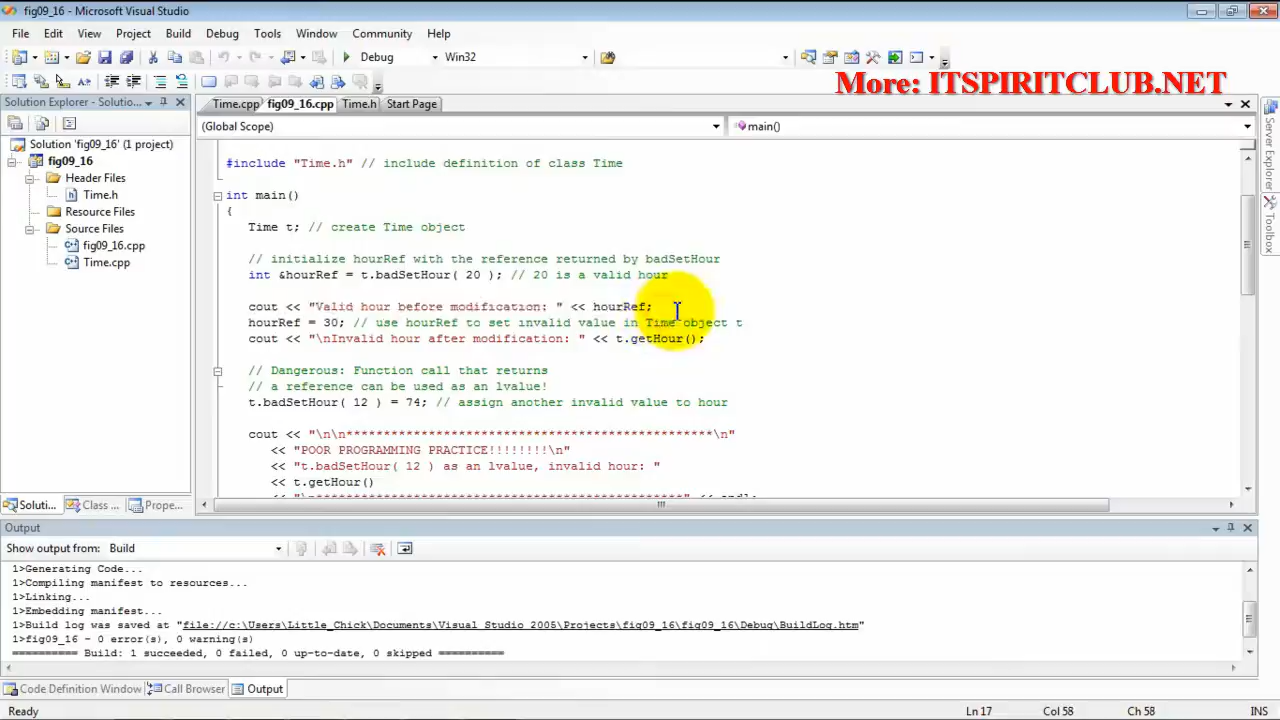 fig09_16 - Microsoft Visual Studio
File Edit View Project Build Debug Tools Window Community Help
Debug Win32
More: ITSPIRITCLUB.NET
Solution Explorer - Solutio...
Time.cpp fig09_16.cpp Time.h Start Page
(Global Scope) main()
Solution 'fig09_16' (1 project)
fig09_16
Header Files
Time.h
Resource Files
Source Files
fig09_16.cpp
Time.cpp
#include "Time.h" // include definition of class Time
int main()
{
Time t; // create Time object
// initialize hourRef with the reference returned by badSetHour
int &hourRef = t.badSetHour( 20 ); // 20 is a valid hour
cout << "Valid hour before modification: " << hourRef;
hourRef = 30; // use hourRef to set invalid value in Time object t
cout << "\nInvalid hour after modification: " << t.getHour();
// Dangerous: Function call that returns
// a reference can be used as an lvalue!
t.badSetHour( 12 ) = 74; // assign another invalid value to hour
cout << "\n\n*************************************************\n"
<< "POOR PROGRAMMING PRACTICE!!!!!!!!\n"
<< "t.badSetHour( 12 ) as an lvalue, invalid hour: "
<< t.getHour()
Server Explorer
Toolbox
Soluti... Class ... Prope...
Output
Show output from: Build
1>Generating Code...
1>Compiling manifest to resources...
1>Linking...
1>Embedding manifest...
1>Build log was saved at "file://c:\Users\Little_Chick\Documents\Visual Studio 2005\Projects\fig09_16\fig09_16\Debug\BuildLog.htm"
1>fig09_16 - 0 error(s), 0 warning(s)
========== Build: 1 succeeded, 0 failed, 0 up-to-date, 0 skipped ==========
Code Definition Window Call Browser Output
Ready Ln 17 Col 58 Ch 58 INS